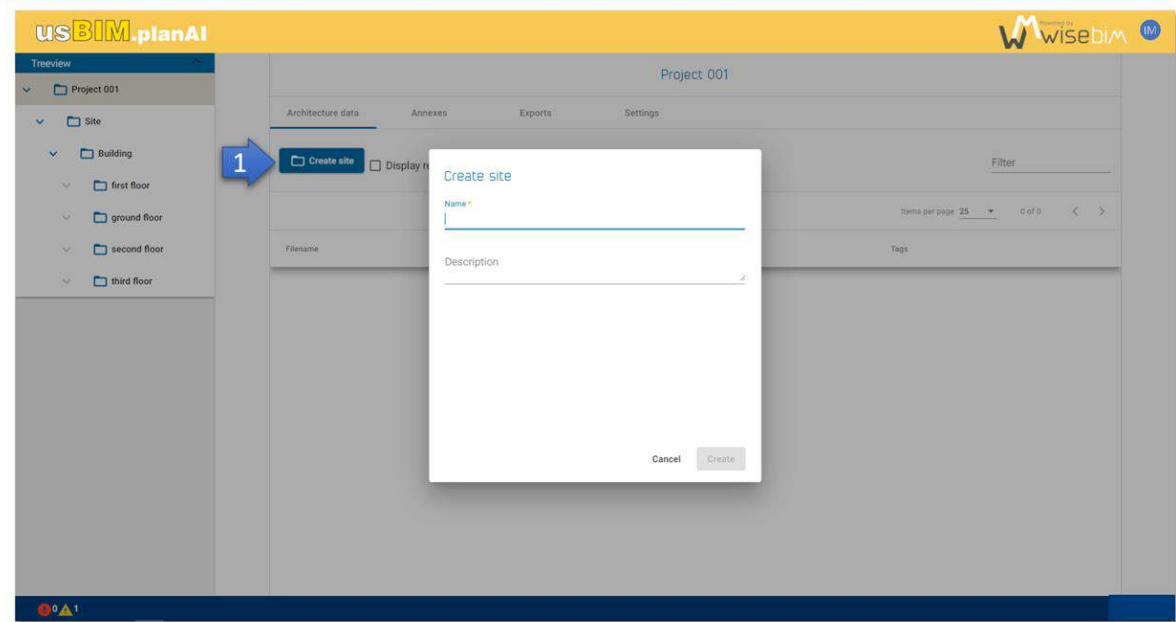 usBIM.planAI
Powered by
wisebim
IM
Treeview
Project 001
Site
Building
first floor
ground floor
second floor
third floor
Project 001
Architecture data Annexes Exports Settings
1
Create site
Display r
Filter
Items per page 25 0 of 0
Filename Tags
Create site
Name *
Description
Cancel Create
0 1